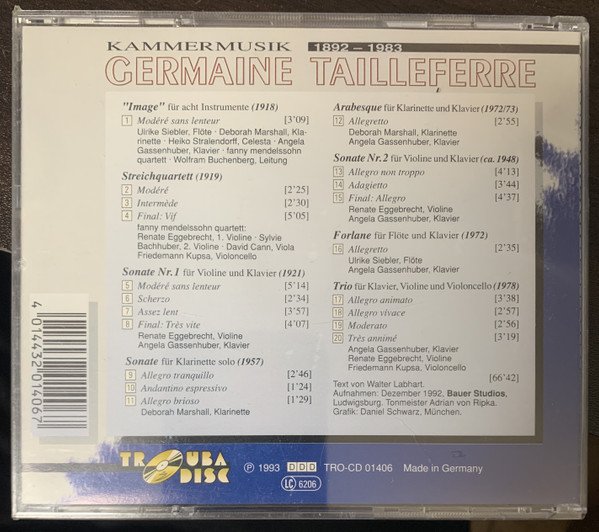 KAMMERMUSIK 1892 – 1983
GERMAINE TAILLEFERRE
"Image" für acht Instrumente (1918)
1 Modéré sans lenteur [3'09]
Ulrike Siebler, Flöte · Deborah Marshall, Kla-
rinette · Heiko Stralendorff, Celesta · Angela
Gassenhuber, Klavier · fanny mendelssohn
quartett · Wolfram Buchenberg, Leitung
Streichquartett (1919)
2 Modéré [2'25]
3 Intermède [2'30]
4 Final: Vif [5'05]
fanny mendelssohn quartett:
Renate Eggebrecht, 1. Violine · Sylvie
Bachhuber, 2. Violine · David Cann, Viola
Friedemann Kupsa, Violoncello
Sonate Nr. 1 für Violine und Klavier (1921)
5 Modéré sans lenteur [5'14]
6 Scherzo [2'34]
7 Assez lent [3'57]
8 Final: Très vite [4'07]
Renate Eggebrecht, Violine
Angela Gassenhuber, Klavier
Sonate für Klarinette solo (1957)
9 Allegro tranquillo [2'46]
10 Andantino espressivo [1'24]
11 Allegro brioso [1'29]
Deborah Marshall, Klarinette
Arabesque für Klarinette und Klavier (1972/73)
12 Allegretto [2'55]
Deborah Marshall, Klarinette
Angela Gassenhuber, Klavier
Sonate Nr. 2 für Violine und Klavier (ca. 1948)
13 Allegro non troppo [4'13]
14 Adagietto [3'44]
15 Final: Allegro [4'37]
Renate Eggebrecht, Violine
Angela Gassenhuber, Klavier
Forlane für Flöte und Klavier (1972)
16 Allegretto [2'35]
Ulrike Siebler, Flöte
Angela Gassenhuber, Klavier
Trio für Klavier, Violine und Violoncello (1978)
17 Allegro animato [3'38]
18 Allegro vivace [2'57]
19 Moderato [2'56]
20 Très annimé [3'19]
Angela Gassenhuber, Klavier
Renate Eggebrecht, Violine
Friedemann Kupsa, Violoncello
[66'42]
Text von Walter Labhart.
Aufnahmen: Dezember 1992, Bauer Studios,
Ludwigsburg. Tonmeister Adrian von Ripka.
Grafik: Daniel Schwarz, München.
4 014432 014067
TROUBA
DISC
℗ 1993 DDD TRO-CD 01406 Made in Germany
LC 6206